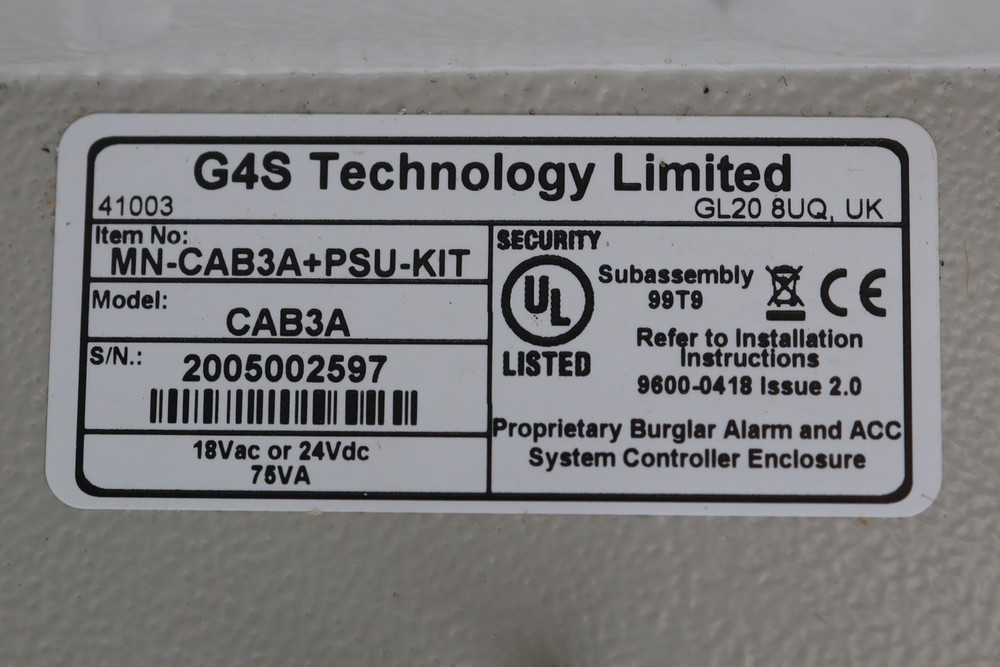 G4S Technology Limited
41003
GL20 8UQ, UK
Item No:
MN-CAB3A+PSU-KIT
Model:
CAB3A
S/N.:
2005002597
18Vac or 24Vdc
75VA
SECURITY
UL
LISTED
Subassembly
99T9
CE
Refer to Installation
Instructions
9600-0418 Issue 2.0
Proprietary Burglar Alarm and ACC
System Controller Enclosure